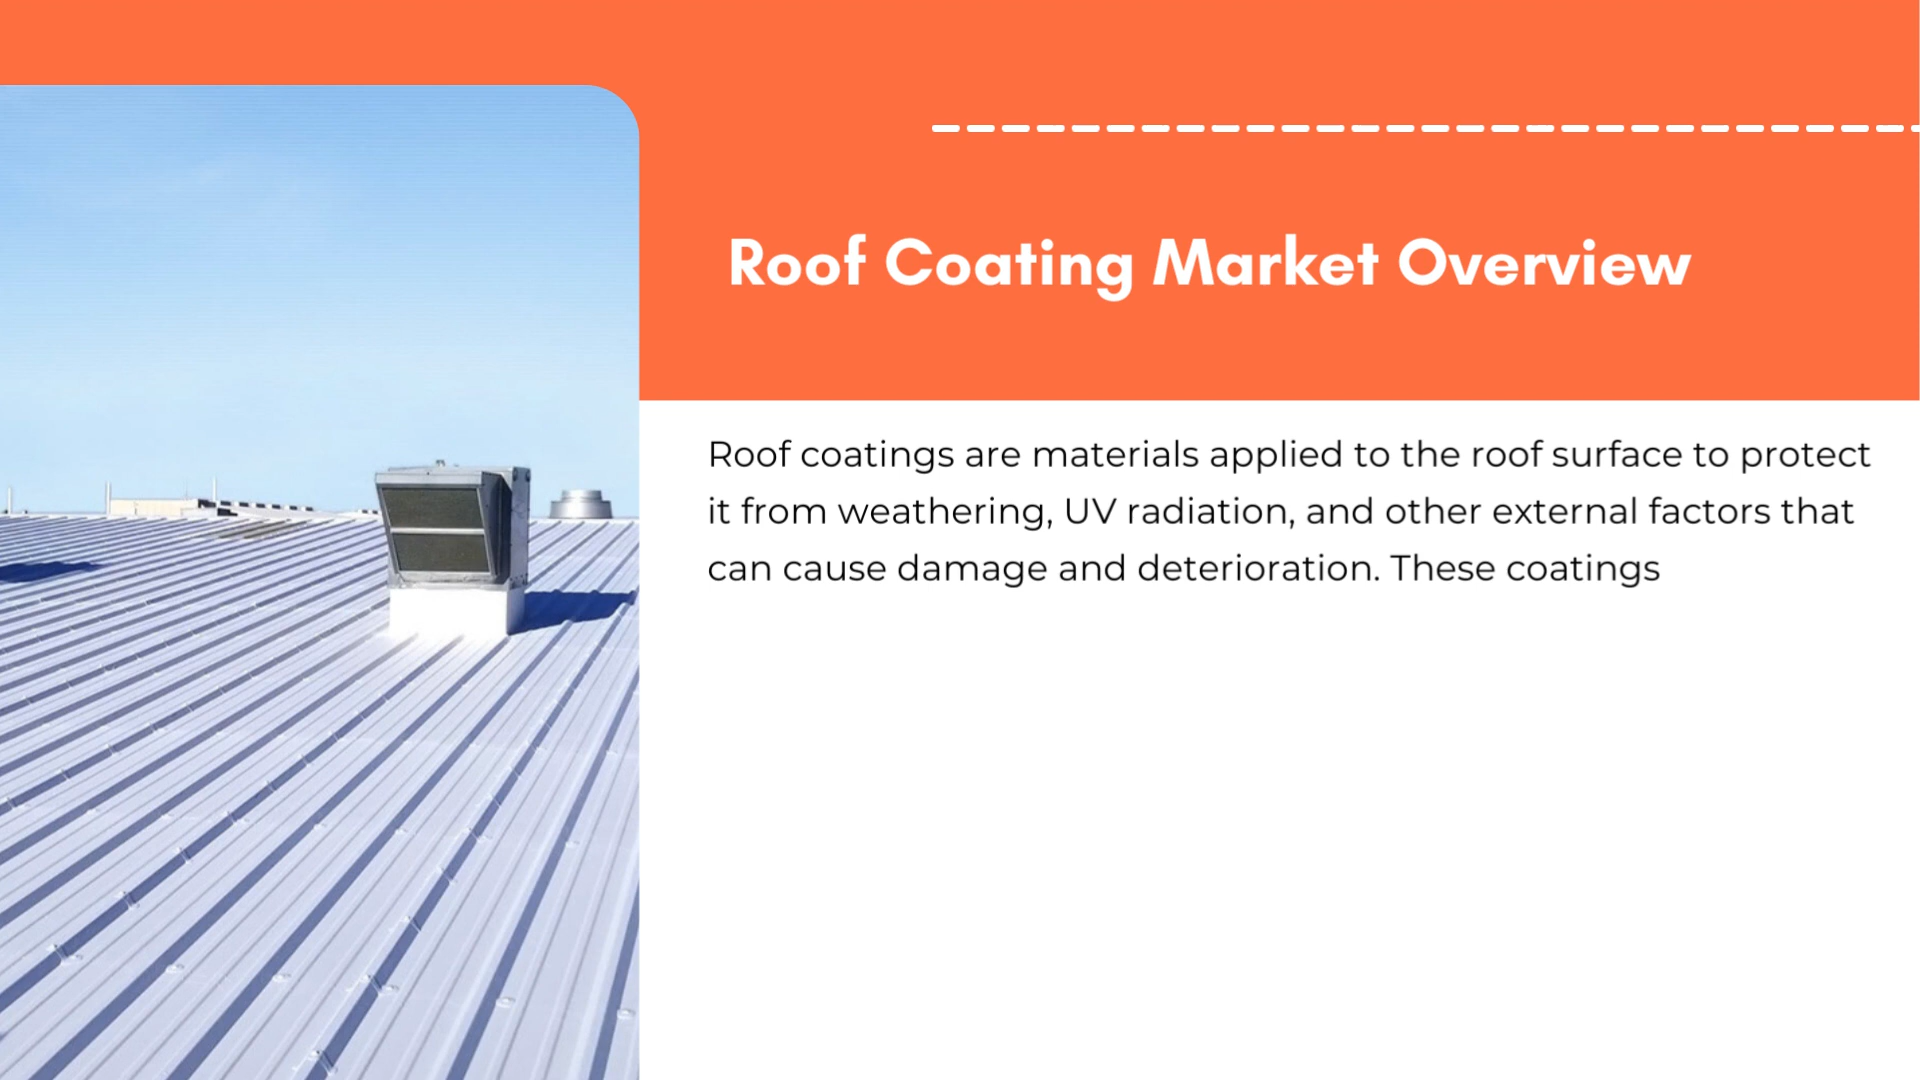 Roof Coating Market Overview
Roof coatings are materials applied to the roof surface to protect
it from weathering, UV radiation, and other external factors that
can cause damage and deterioration. These coatings